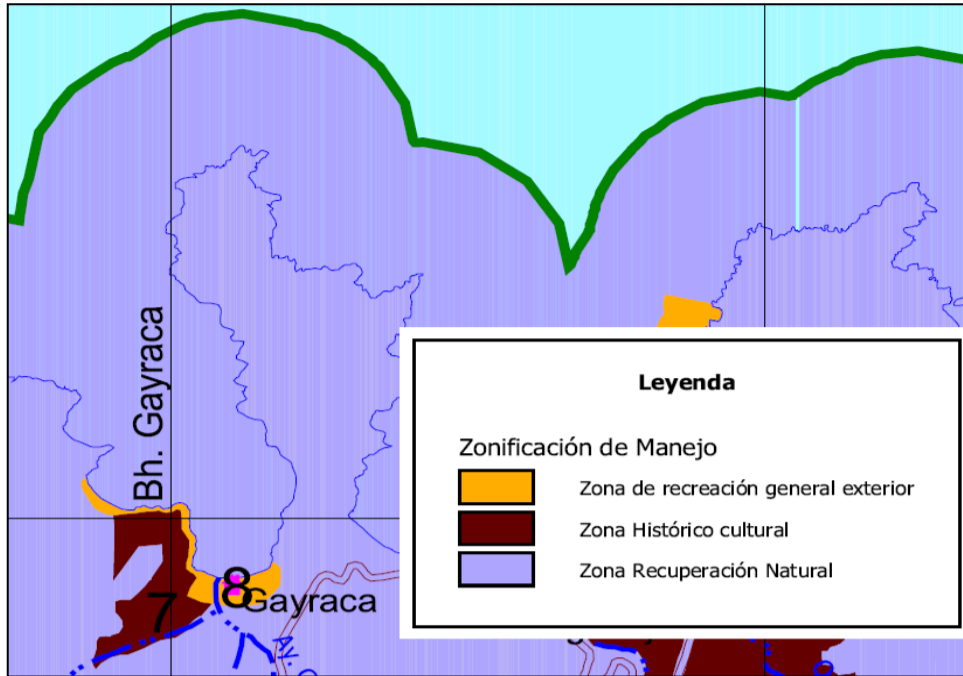 Bh. Gayraca
Leyenda
Zonificación de Manejo
Zona de recreación general exterior
Zona Histórico cultural
Zona Recuperación Natural
8
Gayraca
7
Av.